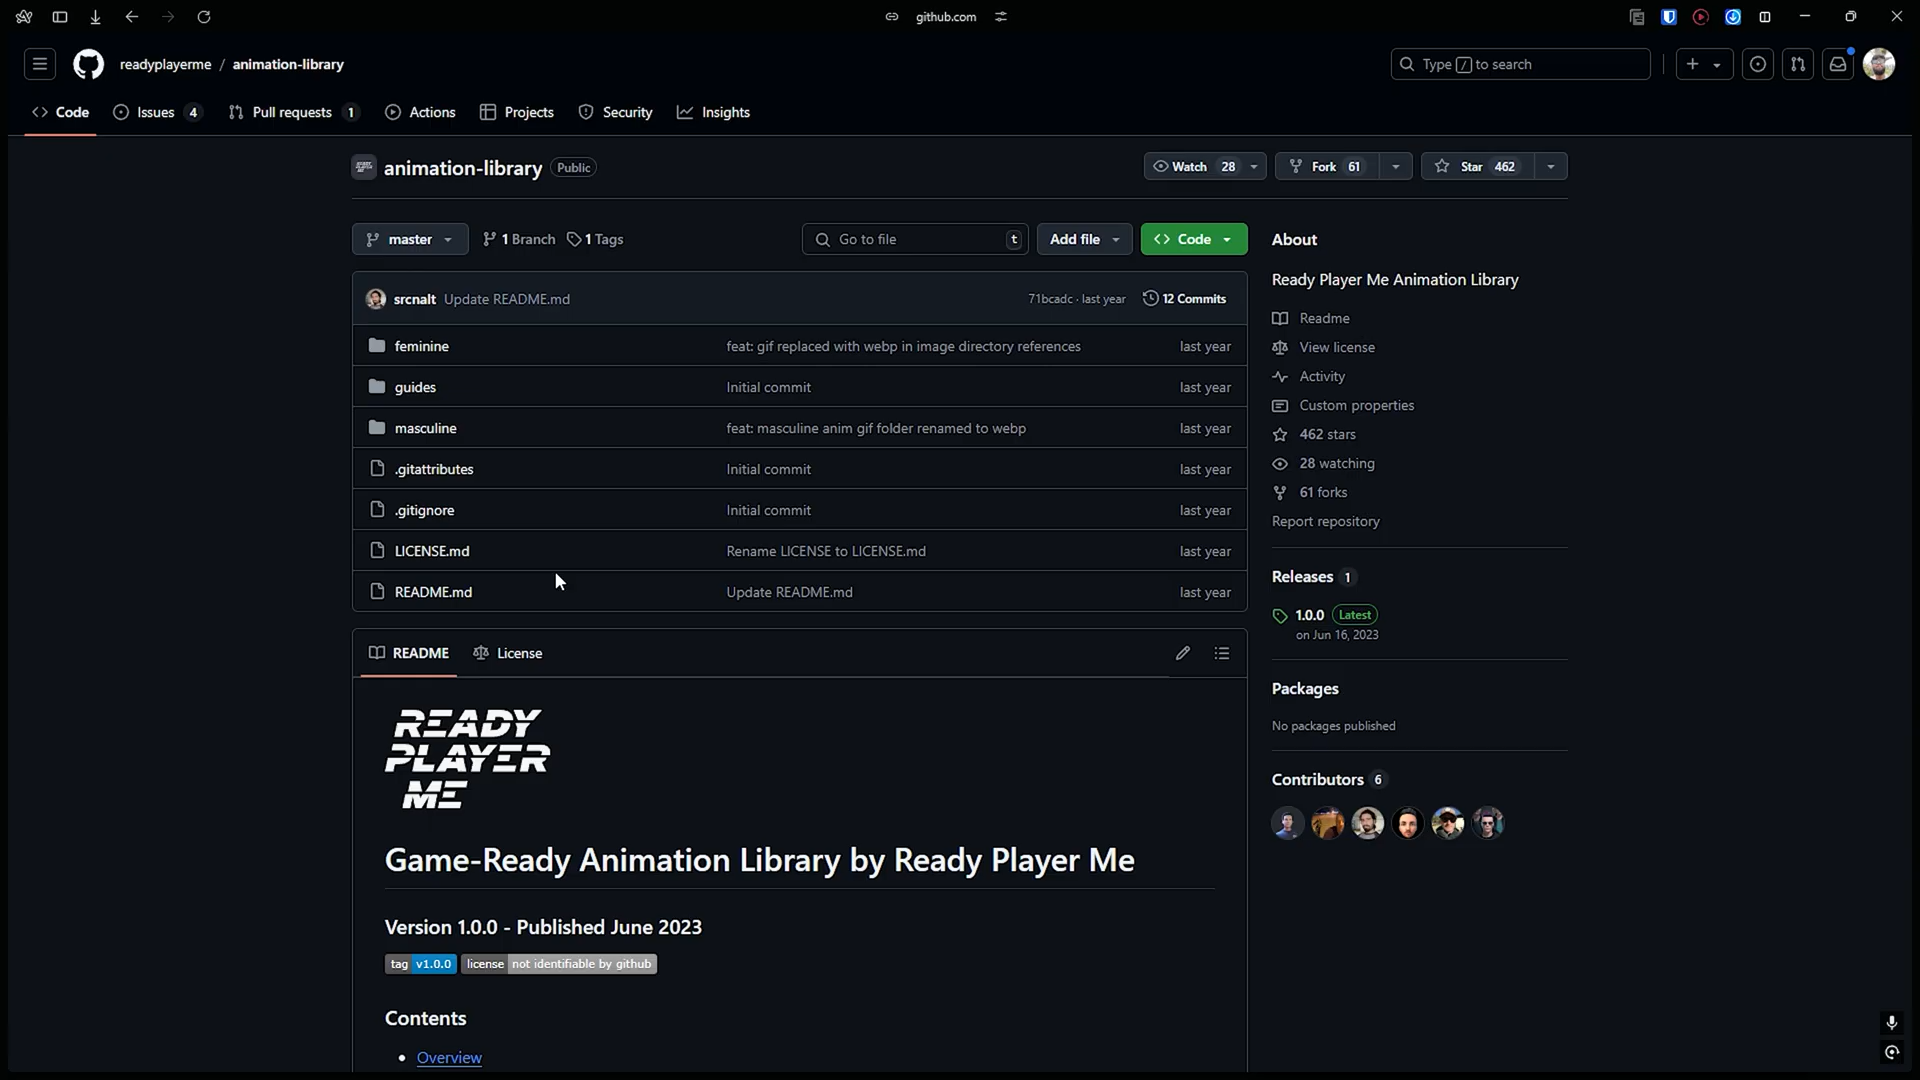 github.com
readyplayerme / animation-library
Type / to search
Code
Issues 4
Pull requests 1
Actions
Projects
Security
Insights
animation-library Public
Watch 28
Fork 61
Star 462
master
1 Branch
1 Tags
Go to file t
Add file
Code
srcnalt Update README.md 71bcadc · last year 12 Commits
feminine feat: gif replaced with webp in image directory references last year
guides Initial commit last year
masculine feat: masculine anim gif folder renamed to webp last year
.gitattributes Initial commit last year
.gitignore Initial commit last year
LICENSE.md Rename LICENSE to LICENSE.md last year
README.md Update README.md last year
README License
READY
PLAYER
ME
Game-Ready Animation Library by Ready Player Me
Version 1.0.0 - Published June 2023
tag v1.0.0 license not identifiable by github
Contents
• Overview
About
Ready Player Me Animation Library
Readme
View license
Activity
Custom properties
462 stars
28 watching
61 forks
Report repository
Releases 1
1.0.0 Latest
on Jun 16, 2023
Packages
No packages published
Contributors 6